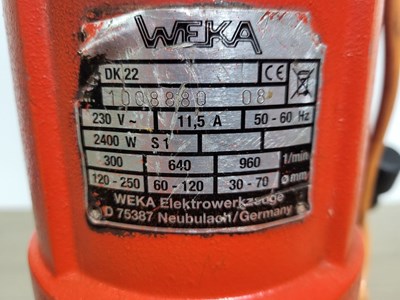 WEKA
DK 22 CE
1008880 08
230 V ~ 11,5 A 50 - 60 Hz
2400 W S1
300 640 960 1/min
120 - 250 60 - 120 30 - 70 ø mm
WEKA Elektrowerkzeuge
D 75387 Neubulach/Germany